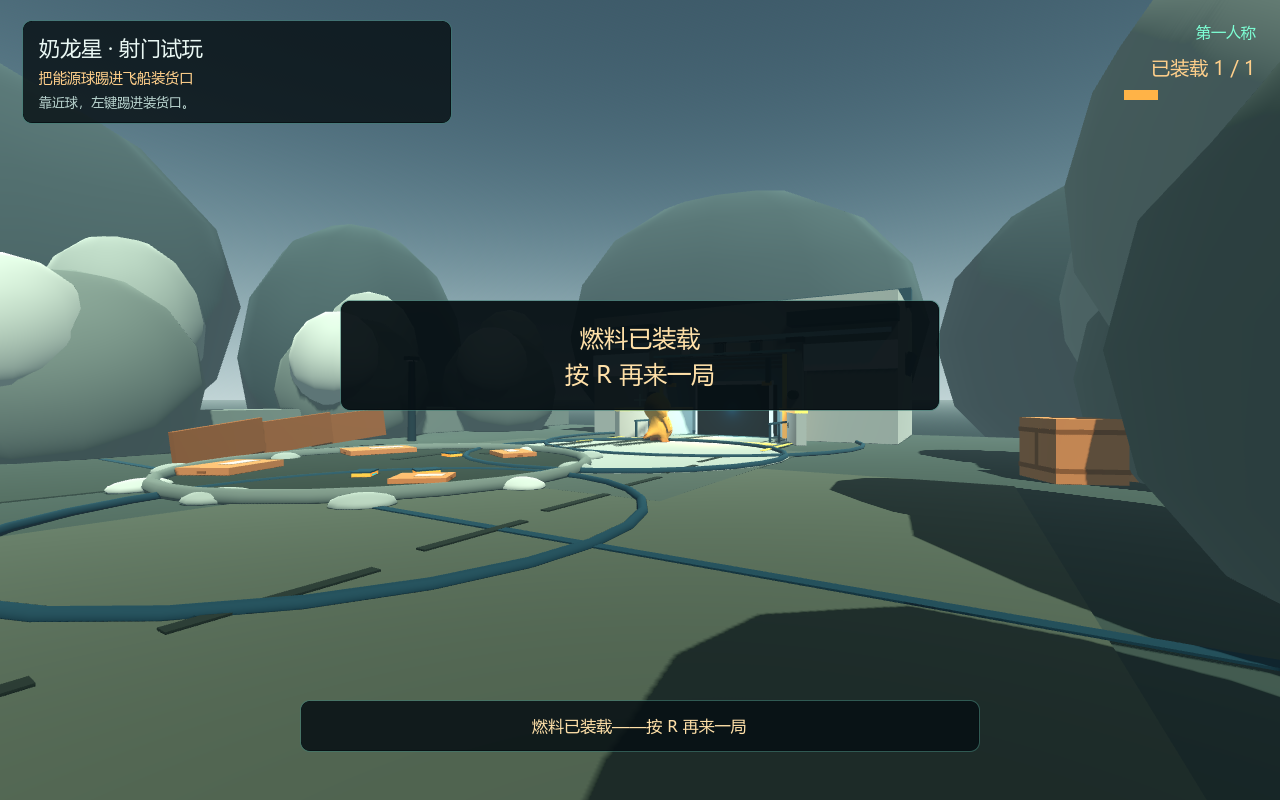 奶龙星 · 射门试玩
把能源球踢进飞船装货口
靠近球，左键踢进装货口。
第一人称
已装载 1 / 1
燃料已装载
按 R 再来一局
燃料已装载——按 R 再来一局